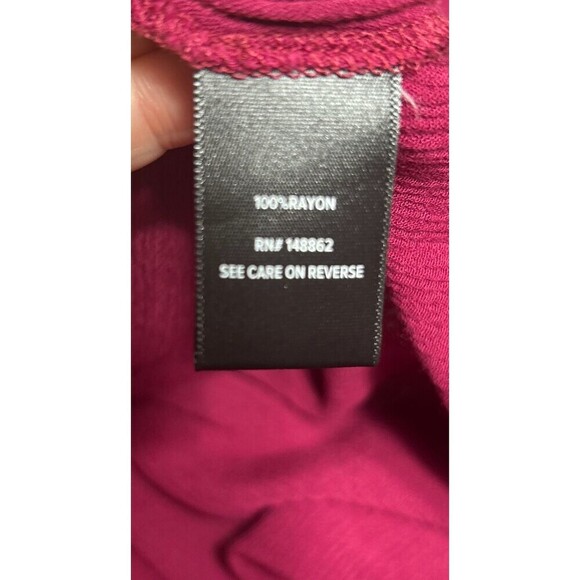 100% RAYON
RN# 148862
SEE CARE ON REVERSE